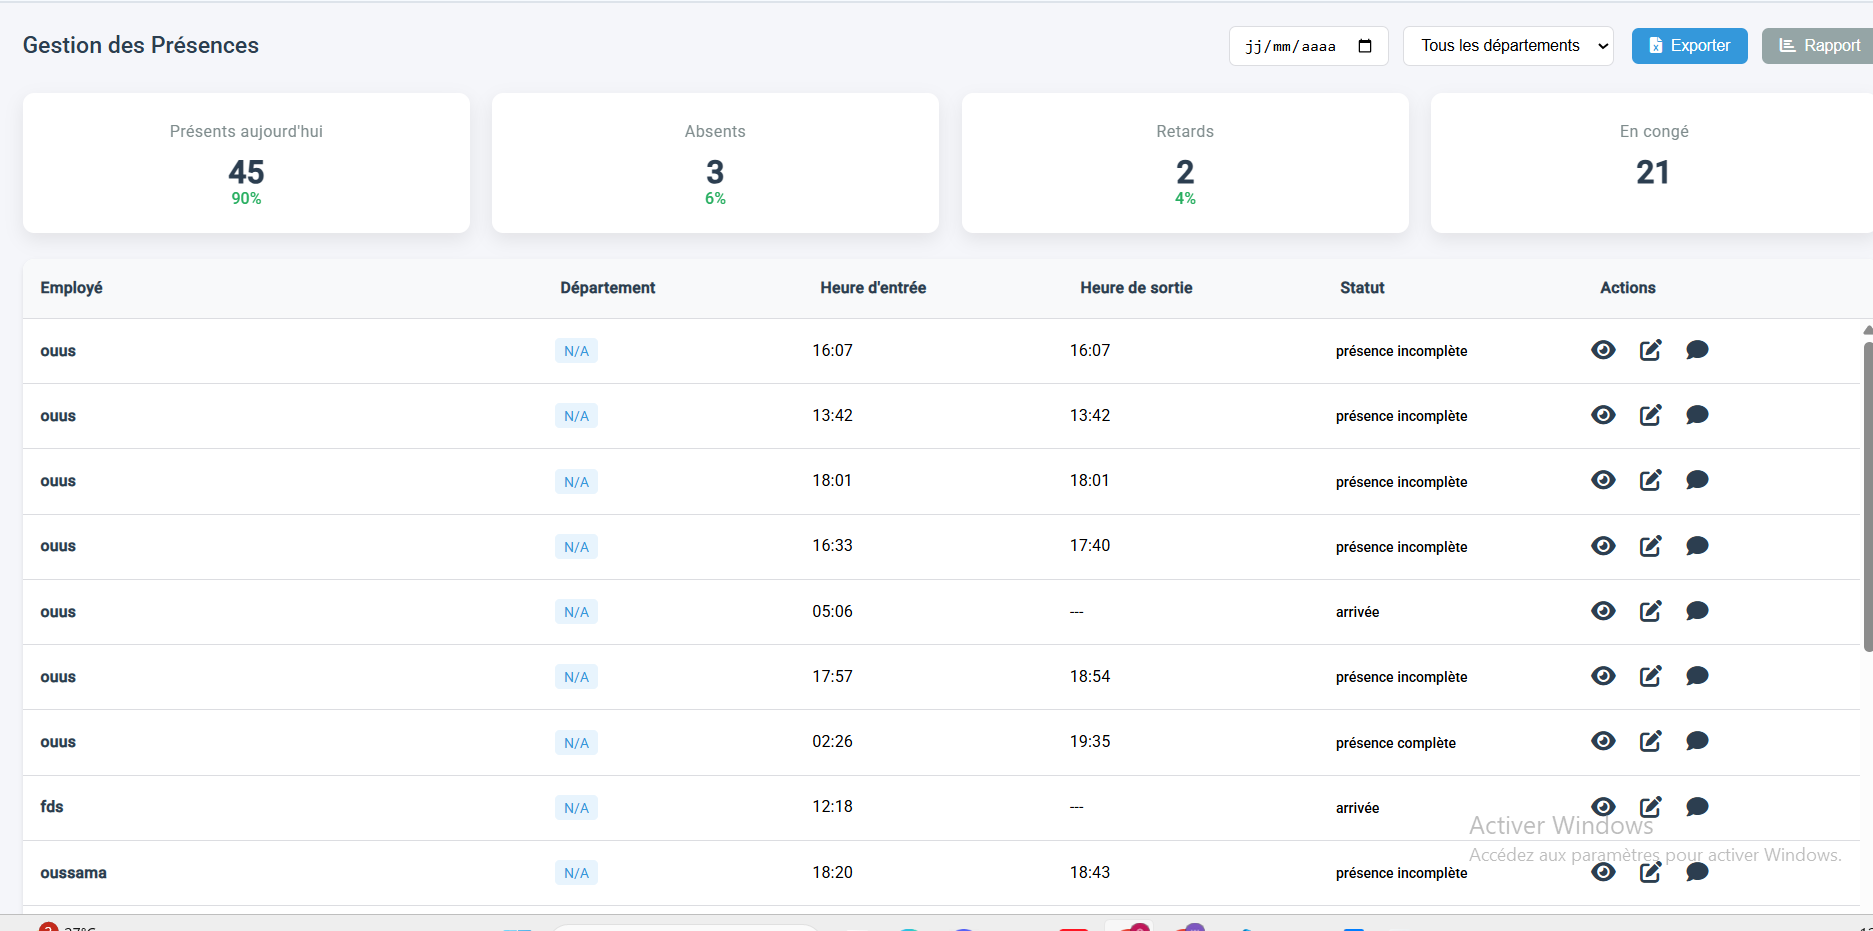 Gestion des Présences
jj/mm/aaaa
Tous les départements
Exporter
Rapport
Présents aujourd'hui
45
90%
Absents
3
6%
Retards
2
4%
En congé
21
Employé Département Heure d'entrée Heure de sortie Statut Actions
ouus N/A 16:07 16:07 présence incomplète
ouus N/A 13:42 13:42 présence incomplète
ouus N/A 18:01 18:01 présence incomplète
ouus N/A 16:33 17:40 présence incomplète
ouus N/A 05:06 --- arrivée
ouus N/A 17:57 18:54 présence incomplète
ouus N/A 02:26 19:35 présence complète
fds N/A 12:18 --- arrivée
oussama N/A 18:20 18:43 présence incomplète
Activer Windows
Accédez aux paramètres pour activer Windows.